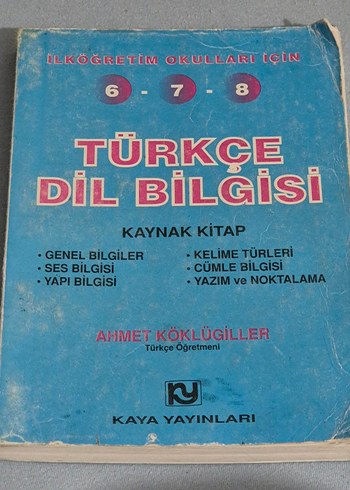 İLKÖĞRETİM OKULLARI İÇİN
6 - 7 - 8
TÜRKÇE
DİL BİLGİSİ
KAYNAK KİTAP
• GENEL BİLGİLER
• SES BİLGİSİ
• YAPI BİLGİSİ
• KELİME TÜRLERİ
• CÜMLE BİLGİSİ
• YAZIM ve NOKTALAMA
AHMET KÖKLÜGİLLER
Türkçe Öğretmeni
ky
KAYA YAYINLARI